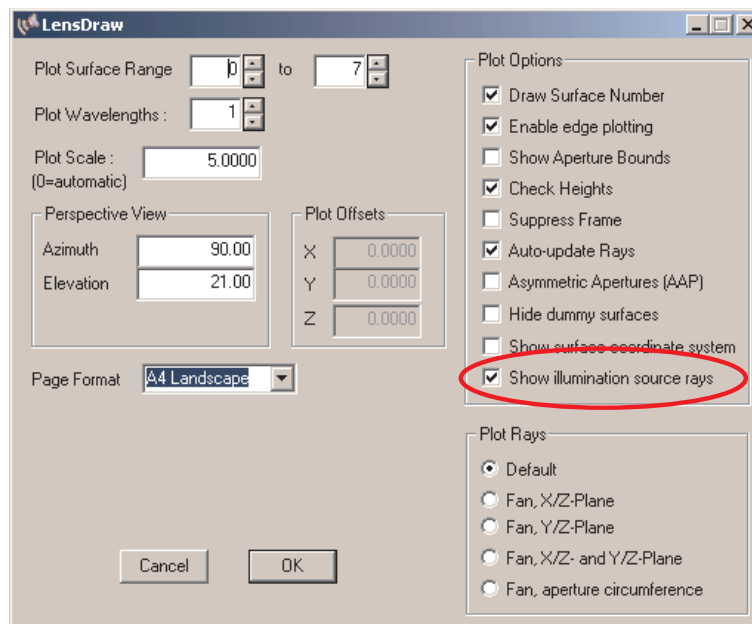 LensDraw
Plot Surface Range 0 to 7
Plot Wavelengths : 1
Plot Scale : 5.0000
(0=automatic)
Perspective View
Azimuth 90.00
Elevation 21.00
Plot Offsets
X 0.0000
Y 0.0000
Z 0.0000
Page Format A4 Landscape
Cancel OK
Plot Options
Draw Surface Number
Enable edge plotting
Show Aperture Bounds
Check Heights
Suppress Frame
Auto-update Rays
Asymmetric Apertures (AAP)
Hide dummy surfaces
Show surface coordinate system
Show illumination source rays
Plot Rays
Default
Fan, X/Z-Plane
Fan, Y/Z-Plane
Fan, X/Z- and Y/Z-Plane
Fan, aperture circumference